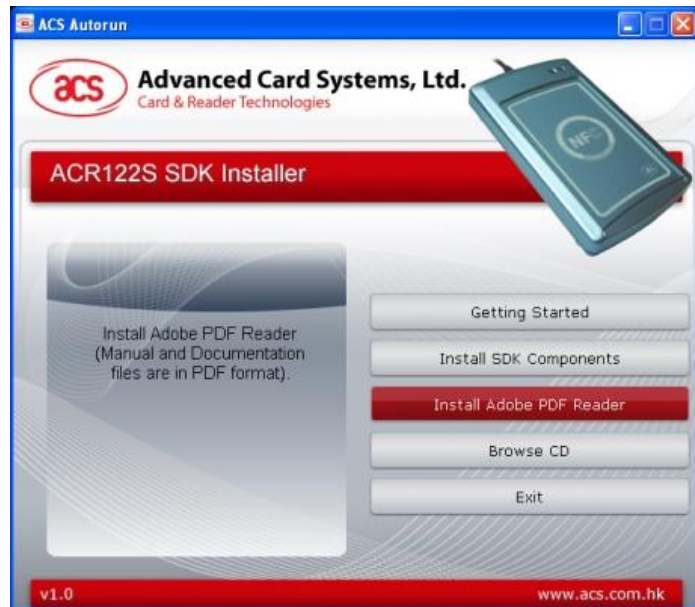 ACS Autorun
acs
Advanced Card Systems, Ltd.
Card & Reader Technologies
NFC
ACR122S SDK Installer
Install Adobe PDF Reader
(Manual and Documentation
files are in PDF format).
Getting Started
Install SDK Components
Install Adobe PDF Reader
Browse CD
Exit
v1.0
www.acs.com.hk